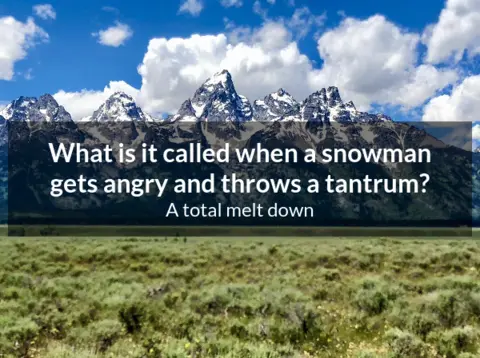 What is it called when a snowman
gets angry and throws a tantrum?
A total melt down